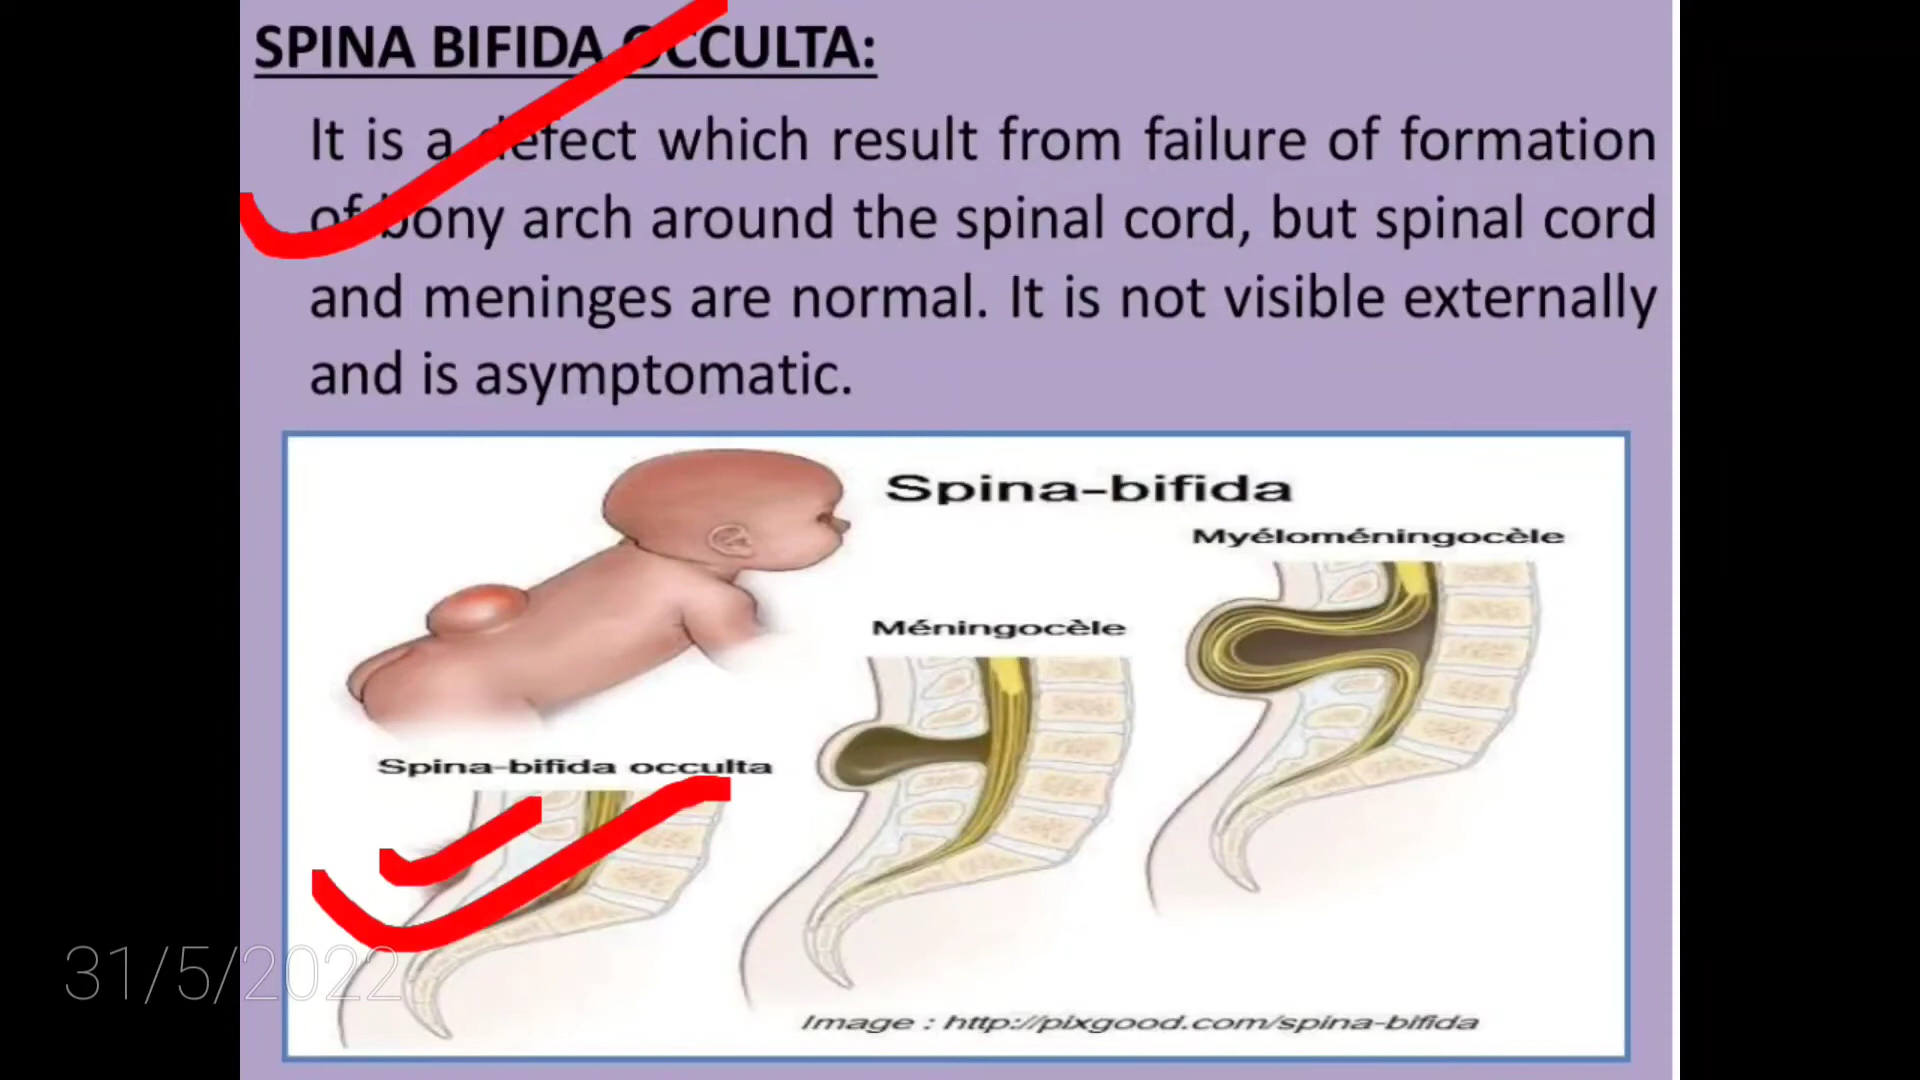 SPINA BIFIDA OCCULTA:
It is a defect which result from failure of formation
of bony arch around the spinal cord, but spinal cord
and meninges are normal. It is not visible externally
and is asymptomatic.
Spina-bifida
Myéloméningocèle
Méningocèle
Spina-bifida occulta
31/5/2022
Image : http://pixgood.com/spina-bifida